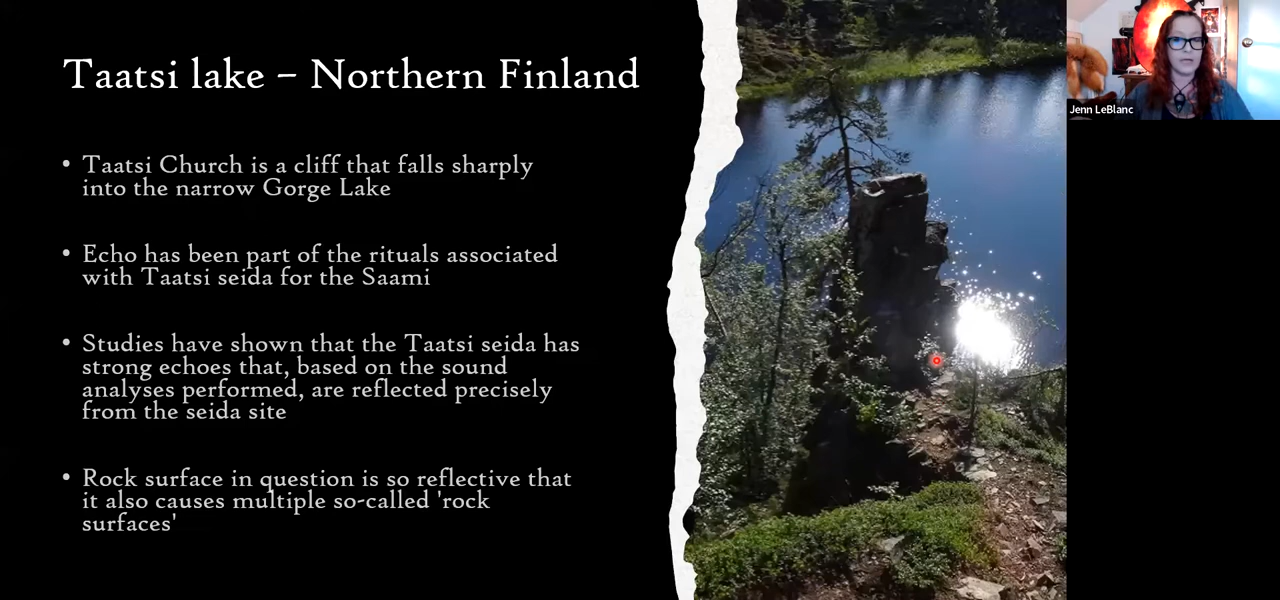 Taatsi lake – Northern Finland
• Taatsi Church is a cliff that falls sharply
into the narrow Gorge Lake
• Echo has been part of the rituals associated
with Taatsi seida for the Saami
• Studies have shown that the Taatsi seida has
strong echoes that, based on the sound
analyses performed, are reflected precisely
from the seida site
• Rock surface in question is so reflective that
it also causes multiple so-called 'rock
surfaces'
Jenn LeBlanc